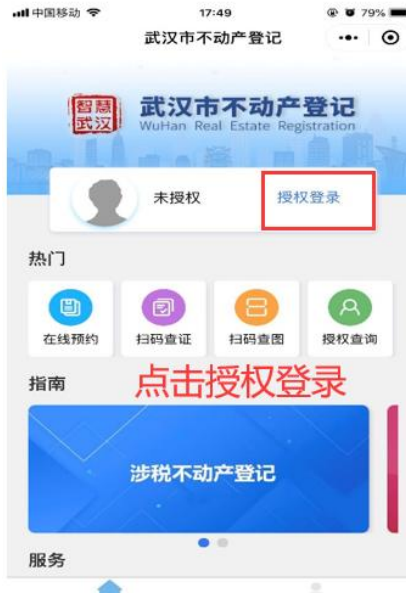 中国移动 17:49 79%
武汉市不动产登记
智慧武汉
武汉市不动产登记
WuHan Real Estate Registration
未授权 授权登录
热门
在线预约 扫码查证 扫码查图 授权查询
点击授权登录
指南
涉税不动产登记
服务